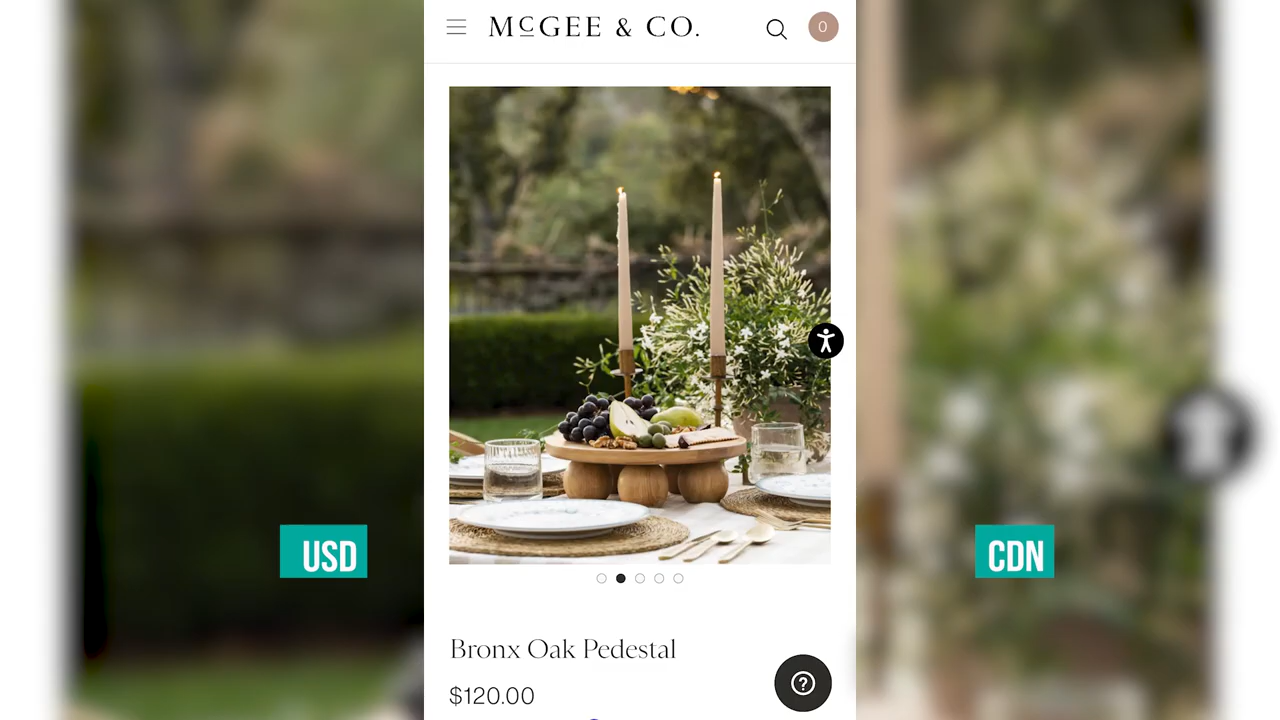 McGEE & CO.
0
USD
CDN
Bronx Oak Pedestal
$120.00